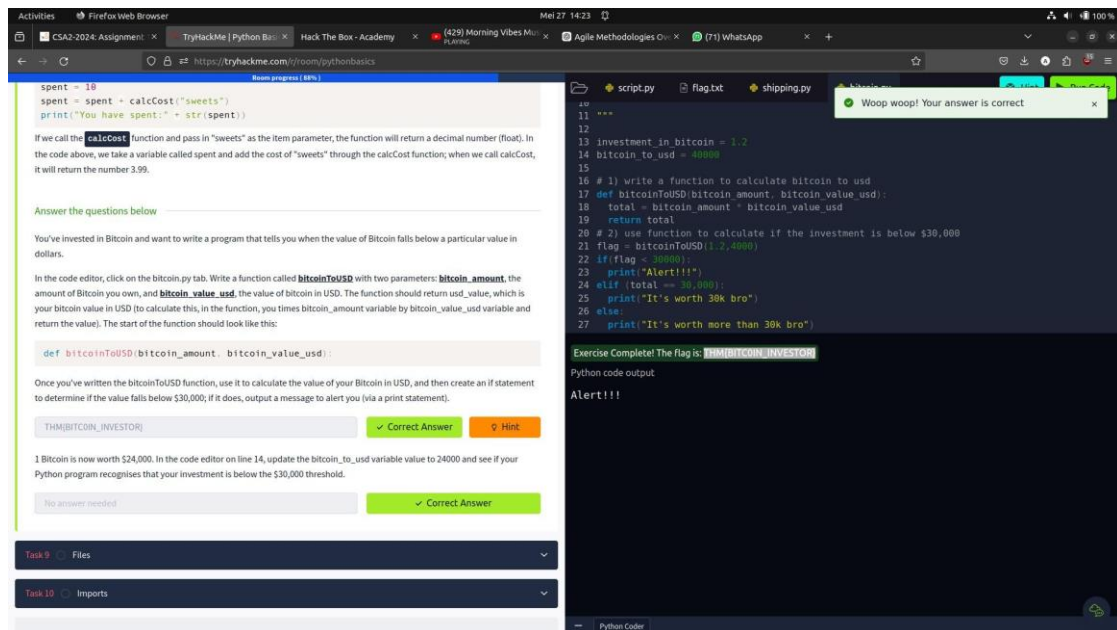 Activities Firefox Web Browser Mei 27 14:23 100 %
CSA2-2024: Assignment TryHackMe | Python Bas Hack The Box - Academy (429) Morning Vibes Mus Agile Methodologies Ov (71) WhatsApp
PLAYING
https://tryhackme.com/r/room/pythonbasics
Room progress ( 88% )
spent = 10
spent = spent + calcCost("sweets")
print("You have spent:" + str(spent))
If we call the calcCost function and pass in "sweets" as the item parameter, the function will return a decimal number (float). In
the code above, we take a variable called spent and add the cost of "sweets" through the calcCost function; when we call calcCost,
it will return the number 3.99.
Answer the questions below
You've invested in Bitcoin and want to write a program that tells you when the value of Bitcoin falls below a particular value in
dollars.
In the code editor, click on the bitcoin.py tab. Write a function called bitcoinToUSD with two parameters: bitcoin_amount, the
amount of Bitcoin you own, and bitcoin_value_usd, the value of bitcoin in USD. The function should return usd_value, which is
your bitcoin value in USD (to calculate this, in the function, you times bitcoin_amount variable by bitcoin_value_usd variable and
return the value). The start of the function should look like this:
def bitcoinToUSD(bitcoin_amount, bitcoin_value_usd):
Once you've written the bitcoinToUSD function, use it to calculate the value of your Bitcoin in USD, and then create an if statement
to determine if the value falls below $30,000; if it does, output a message to alert you (via a print statement).
THM{BITC0IN_INVESTOR}
Correct Answer
Hint
1 Bitcoin is now worth $24,000. In the code editor on line 14, update the bitcoin_to_usd variable value to 24000 and see if your
Python program recognises that your investment is below the $30,000 threshold.
No answer needed
Correct Answer
Task 9 Files
Task 10 Imports
script.py flag.txt shipping.py
Woop woop! Your answer is correct
10
11 """
12
13 investment_in_bitcoin = 1.2
14 bitcoin_to_usd = 40000
15
16 # 1) write a function to calculate bitcoin to usd
17 def bitcoinToUSD(bitcoin_amount, bitcoin_value_usd):
18 total = bitcoin_amount * bitcoin_value_usd
19 return total
20 # 2) use function to calculate if the investment is below $30,000
21 flag = bitcoinToUSD(1.2,4000)
22 if(flag < 30000):
23 print("Alert!!!")
24 elif (total == 30,000):
25 print("It's worth 30k bro")
26 else:
27 print("It's worth more than 30k bro")
Exercise Complete! The flag is: THM{BITC0IN_INVESTOR}
Python code output
Alert!!!
Python Coder